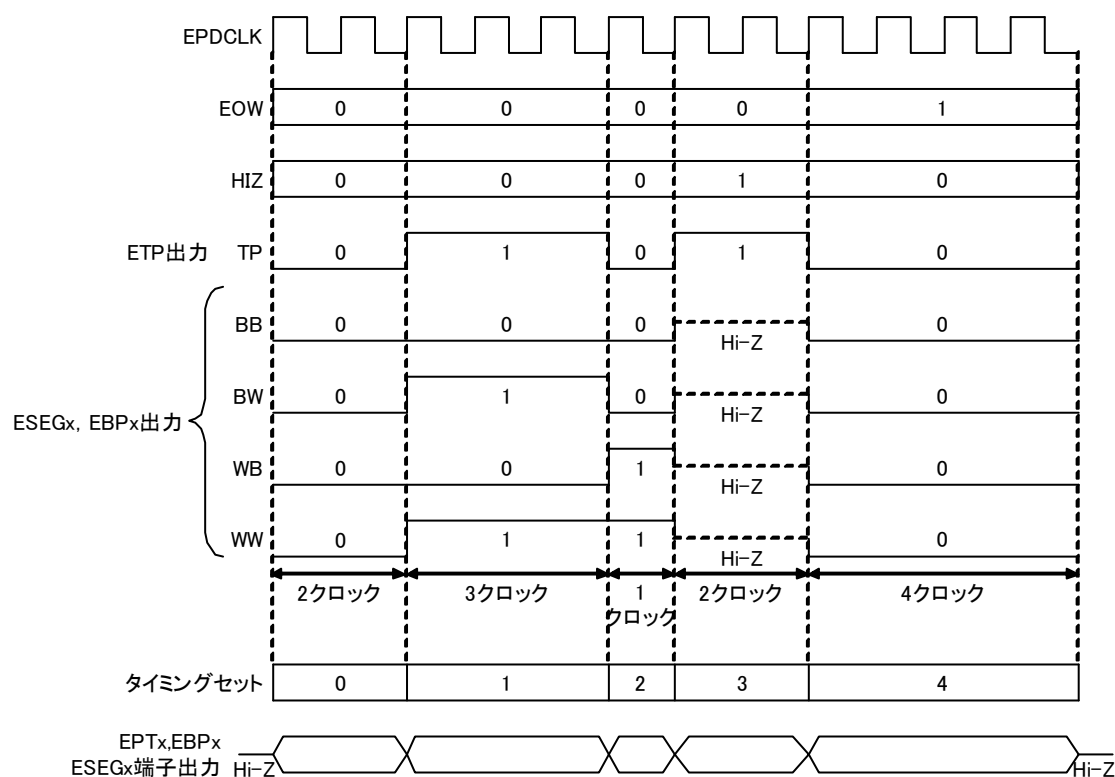 EPDCLK
EOW 0 0 0 0 1
HIZ 0 0 0 1 0
ETP出力 TP 0 1 0 1 0
BB 0 0 0 Hi-Z 0
BW 0 1 0 Hi-Z 0
ESEGx, EBPx出力
WB 0 0 1 Hi-Z 0
WW 0 1 1 Hi-Z 0
2クロック 3クロック 1 2クロック 4クロック
クロック
タイミングセット 0 1 2 3 4
EPTx,EBPx
ESEGx端子出力 Hi-Z Hi-Z